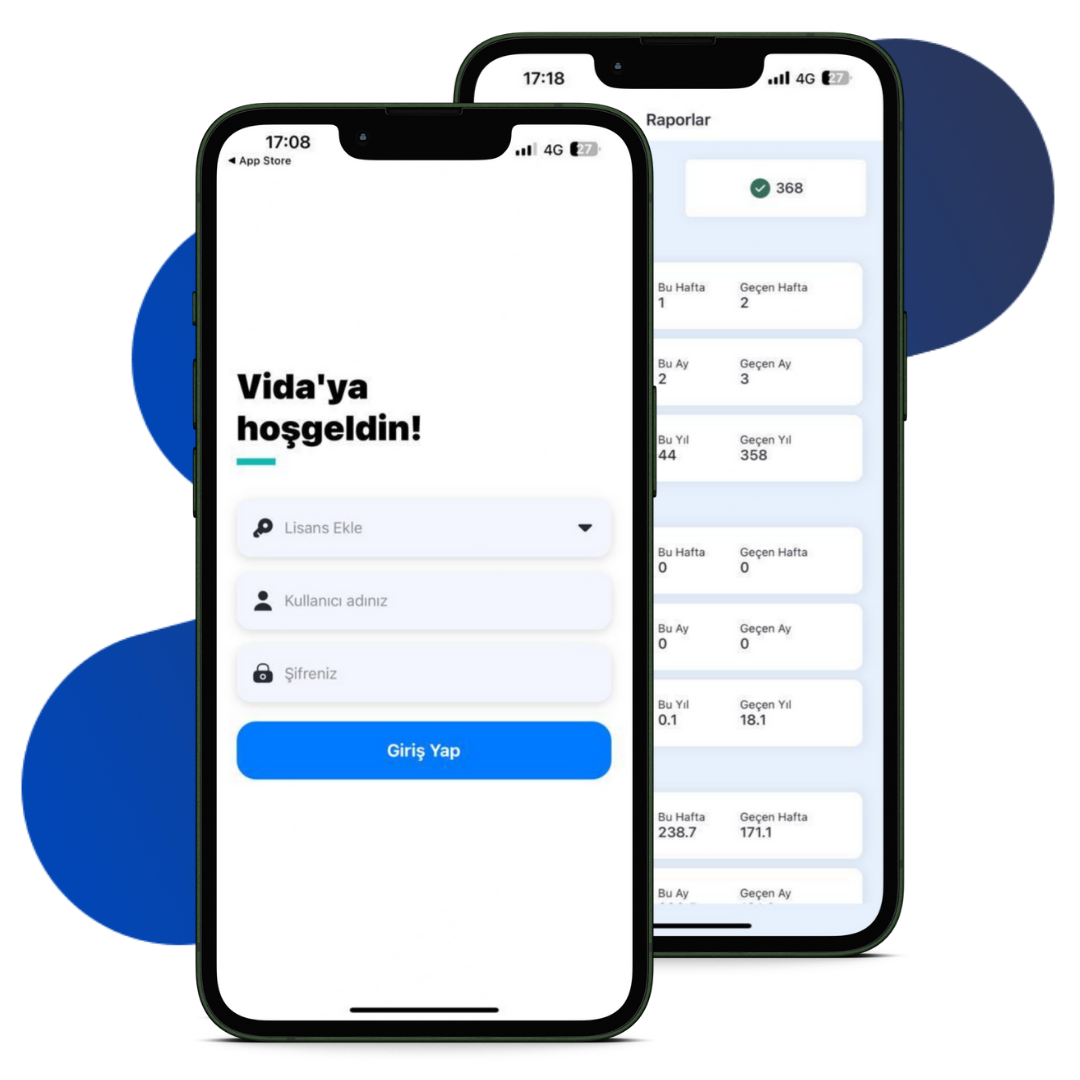 17:08
App Store
4G 27
Vida'ya
hoşgeldin!
Lisans Ekle
Kullanıcı adınız
Şifreniz
Giriş Yap
17:18
4G 27
Raporlar
368
Bu Hafta Geçen Hafta
1 2
Bu Ay Geçen Ay
2 3
Bu Yıl Geçen Yıl
44 358
Bu Hafta Geçen Hafta
0 0
Bu Ay Geçen Ay
0 0
Bu Yıl Geçen Yıl
0.1 18.1
Bu Hafta Geçen Hafta
238.7 171.1
Bu Ay Geçen Ay